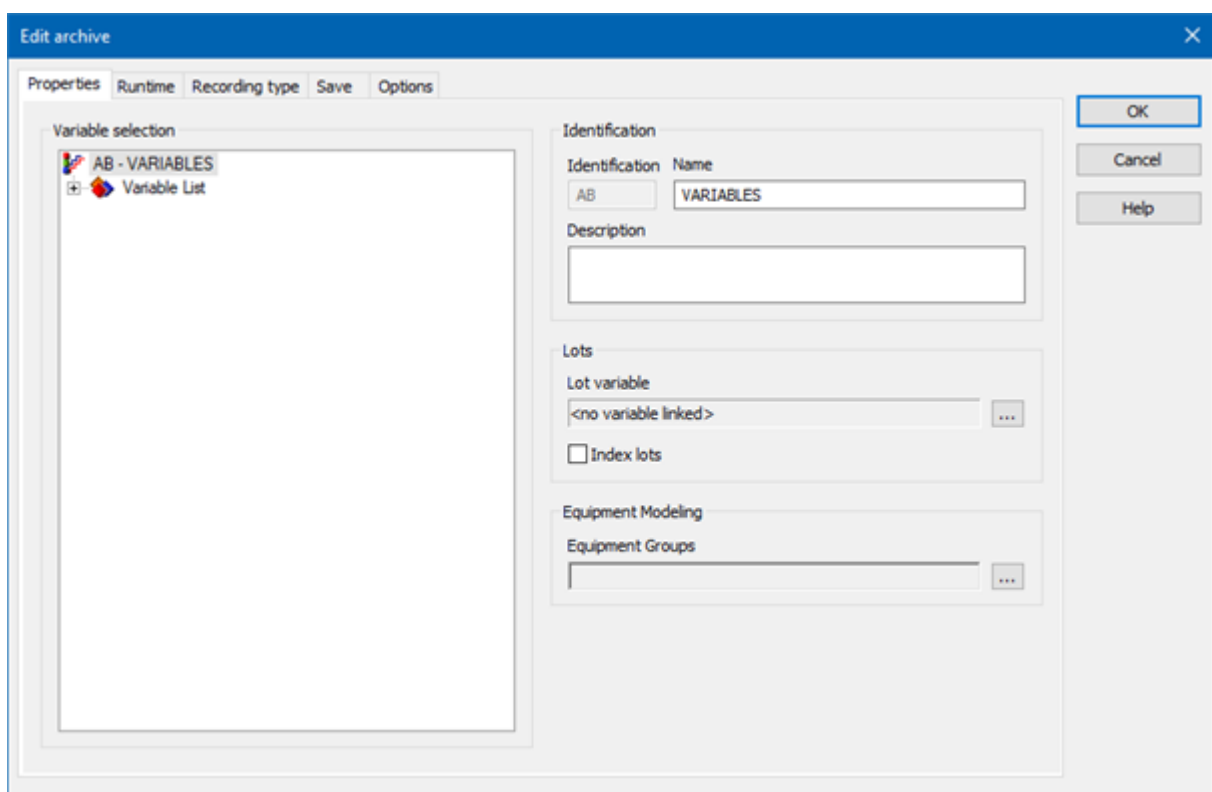 Edit archive
Properties Runtime Recording type Save Options
Variable selection
AB - VARIABLES
Variable List
Identification
Identification Name
AB VARIABLES
Description
Lots
Lot variable
<no variable linked> ...
Index lots
Equipment Modeling
Equipment Groups
...
OK
Cancel
Help